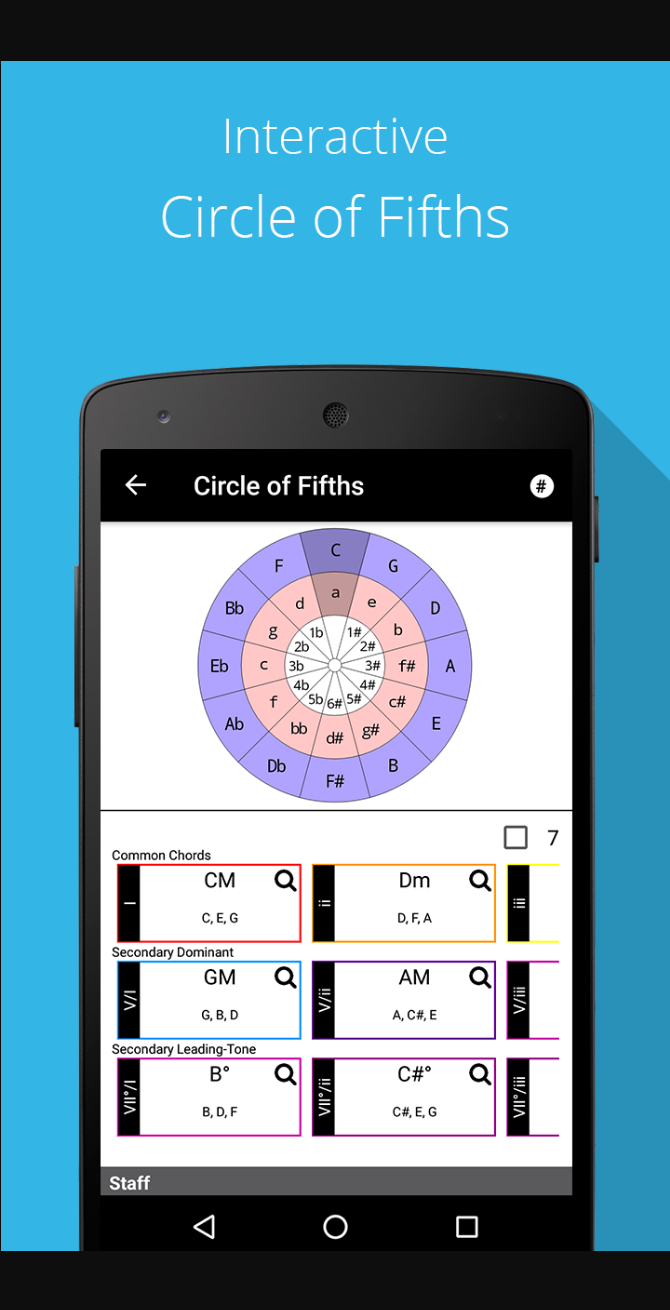 Interactive
Circle of Fifths
Circle of Fifths #
C
F G
a
Bb d e D
g 1b 1# b
2b 2#
Eb c 3b 3# f# A
4b 4#
5b 6# 5#
Ab f c# E
bb d# g#
Db B
F#
7
Common Chords
I CM ii Dm iii
C, E, G D, F, A
Secondary Dominant
V/I GM V/ii AM V/iii
G, B, D A, C#, E
Secondary Leading-Tone
VII°/I B° VII°/ii C#° VII°/iii
B, D, F C#, E, G
Staff